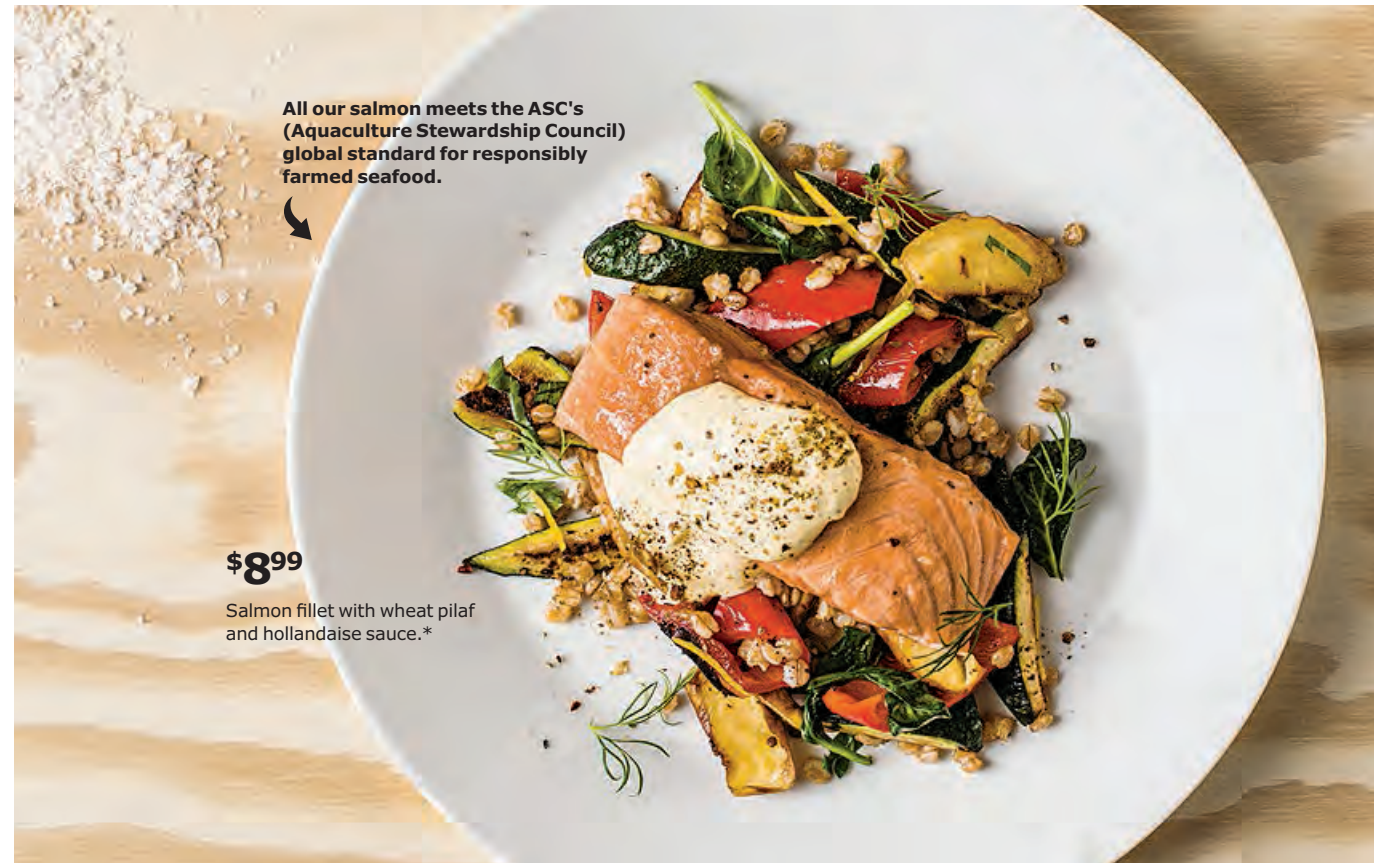 All our salmon meets the ASC's
(Aquaculture Stewardship Council)
global standard for responsibly
farmed seafood.
$8⁹⁹
Salmon fillet with wheat pilaf
and hollandaise sauce.*